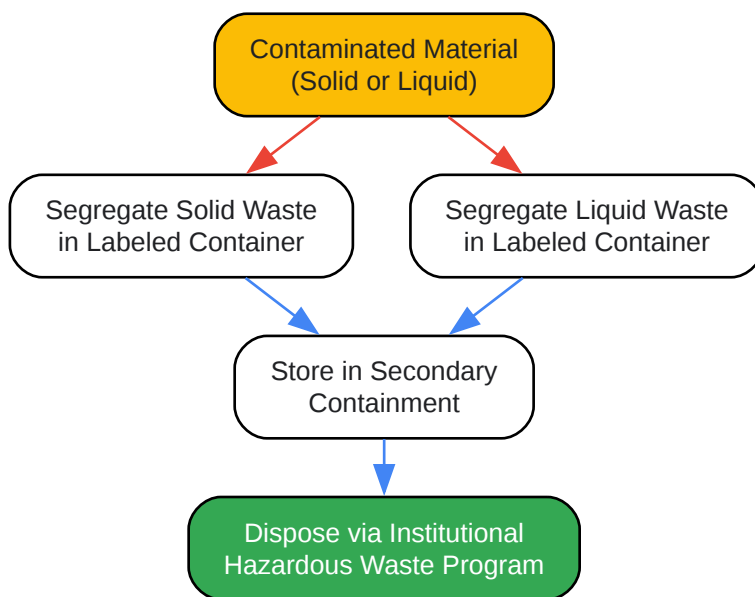 Contaminated Material
(Solid or Liquid)
Segregate Solid Waste
in Labeled Container
Segregate Liquid Waste
in Labeled Container
Store in Secondary
Containment
Dispose via Institutional
Hazardous Waste Program